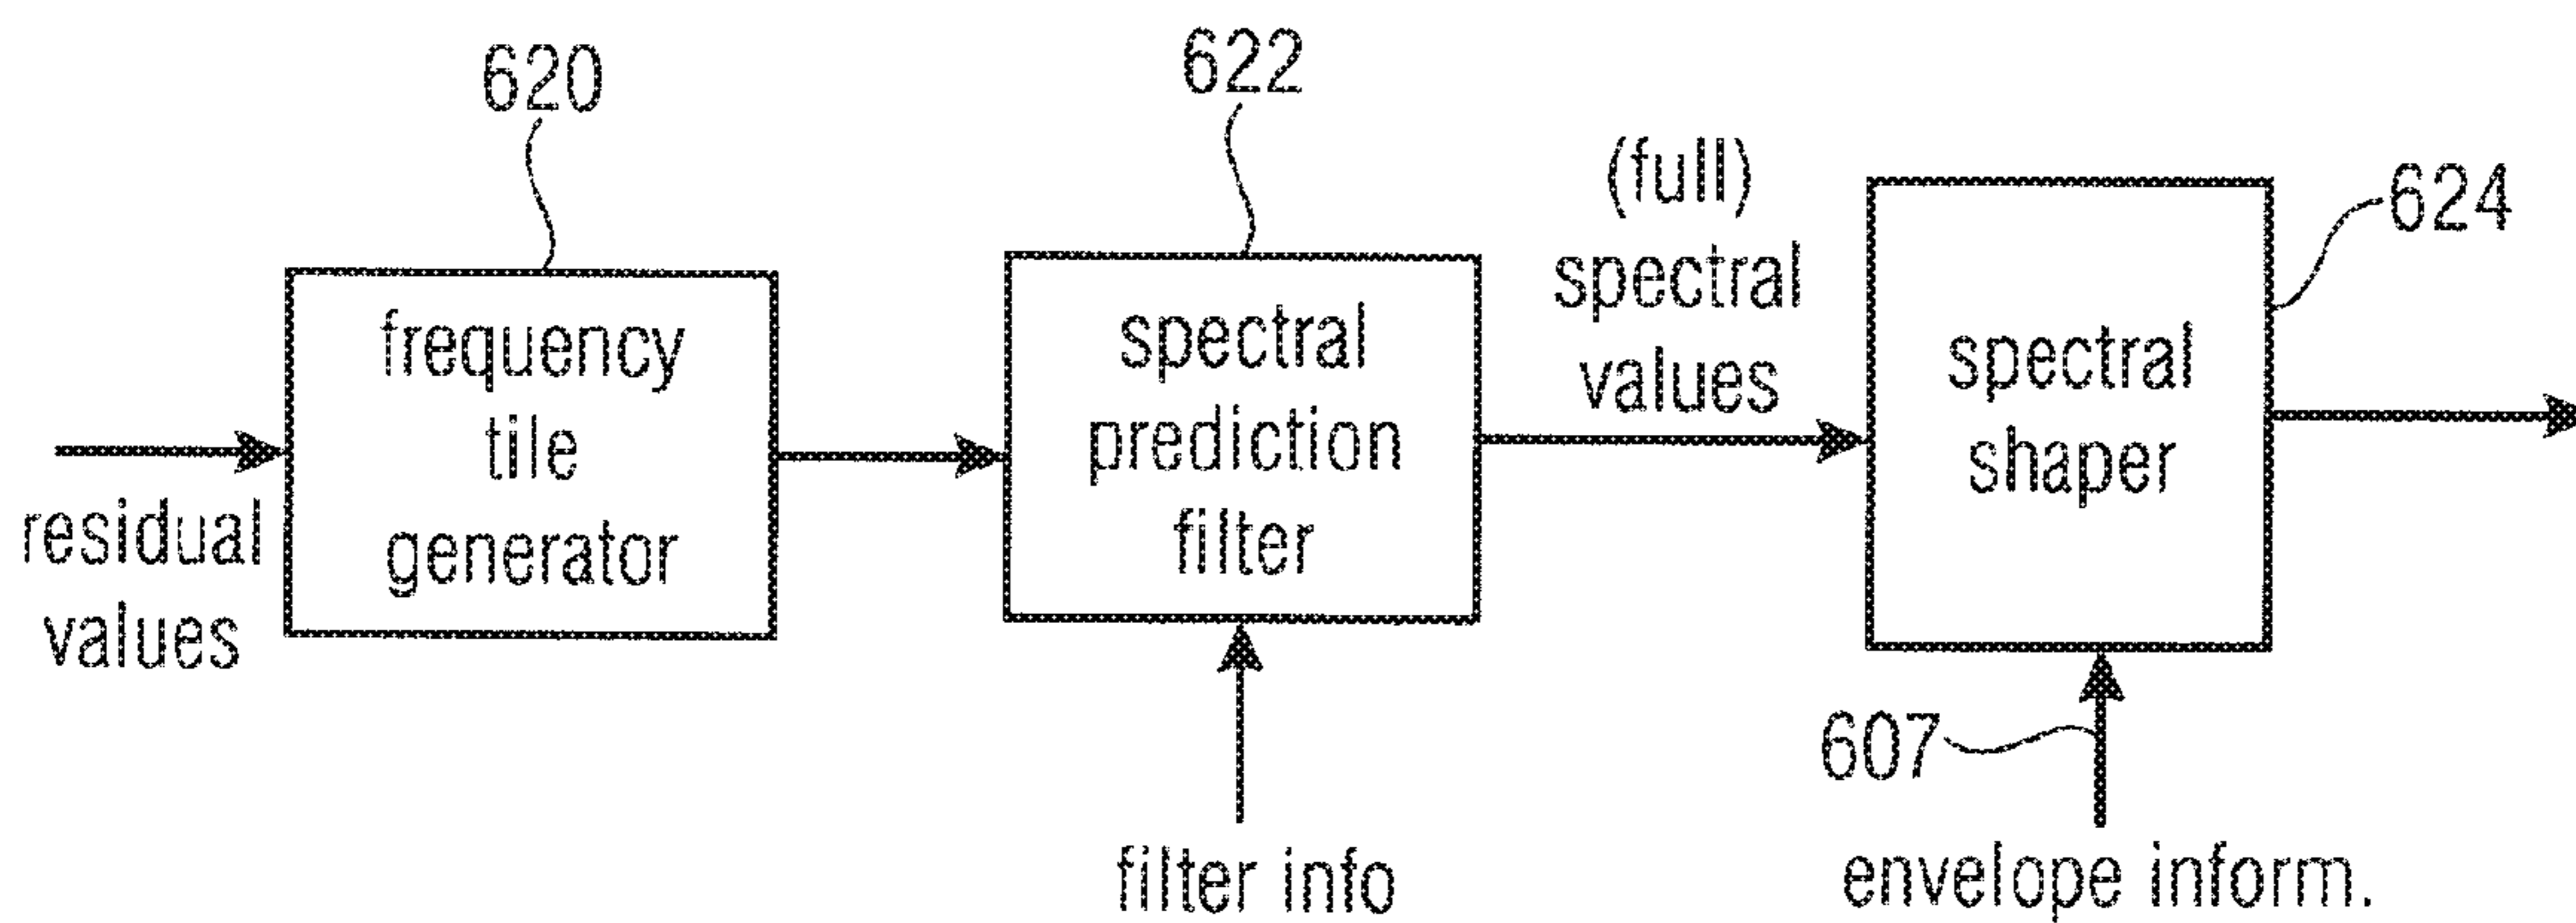 620
622
624
607
residual
values
frequency
tile
generator
spectral
prediction
filter
(full)
spectral
values
spectral
shaper
filter info
envelope inform.